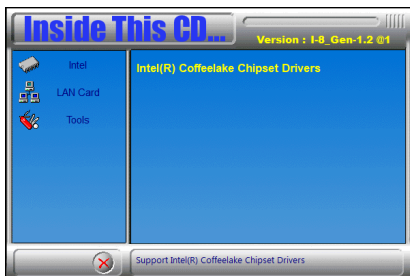 Inside This CD...
Version : I-8_Gen-1.2 @1
Intel
LAN Card
Tools
Intel(R) Coffeelake Chipset Drivers
Support Intel(R) Coffeelake Chipset Drivers